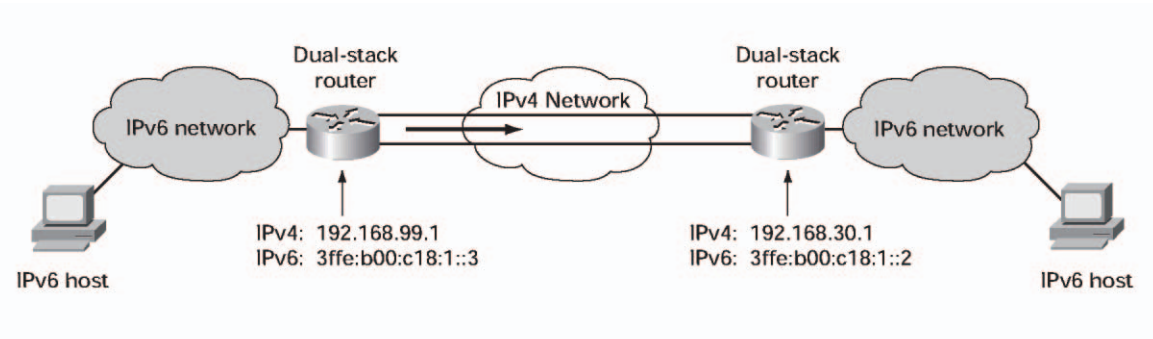 Dual-stack
router
Dual-stack
router
IPv6 network
IPv4 Network
IPv6 network
IPv4: 192.168.99.1
IPv6: 3ffe:b00:c18:1::3
IPv4: 192.168.30.1
IPv6: 3ffe:b00:c18:1::2
IPv6 host
IPv6 host